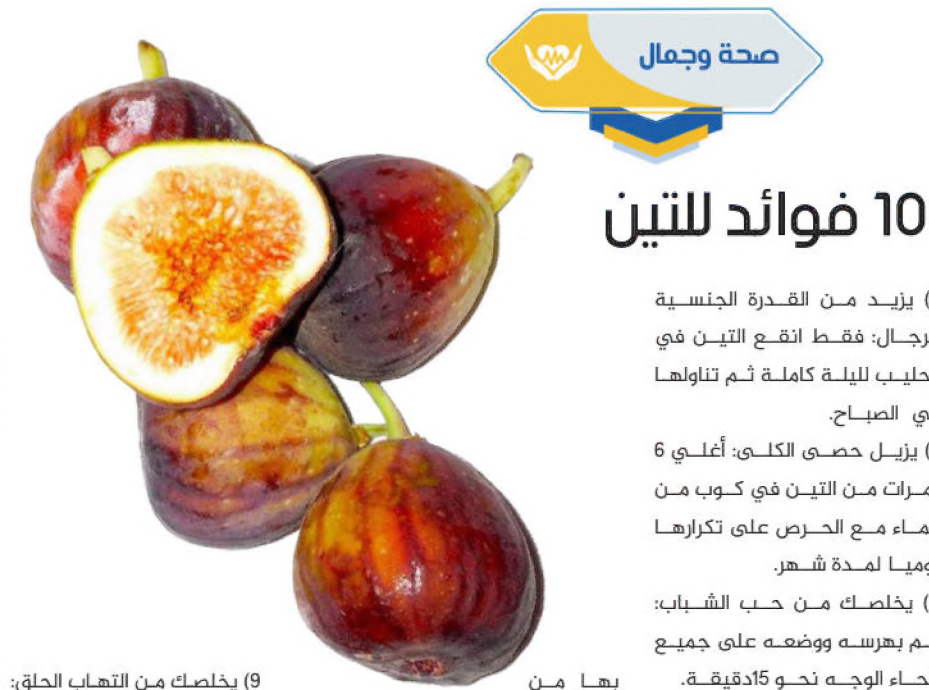 صحة وجمال
10 فوائد للتين
) يزيد من القدرة الجنسية
رجال: فقط انقع التين في
حليب لليلة كاملة ثم تناولها
ي الصباح.
) يزيل حصى الكلى: أغلي 6
مرات من التين في كوب من
ماء مع الحرص على تكرارها
وميا لمدة شهر.
) يخلصك من حب الشباب:
م بهرسه ووضعه على جميع
حاء الوجه نحو 15دقيقة.
بها من
9) يخلصك من التهاب الحلق: